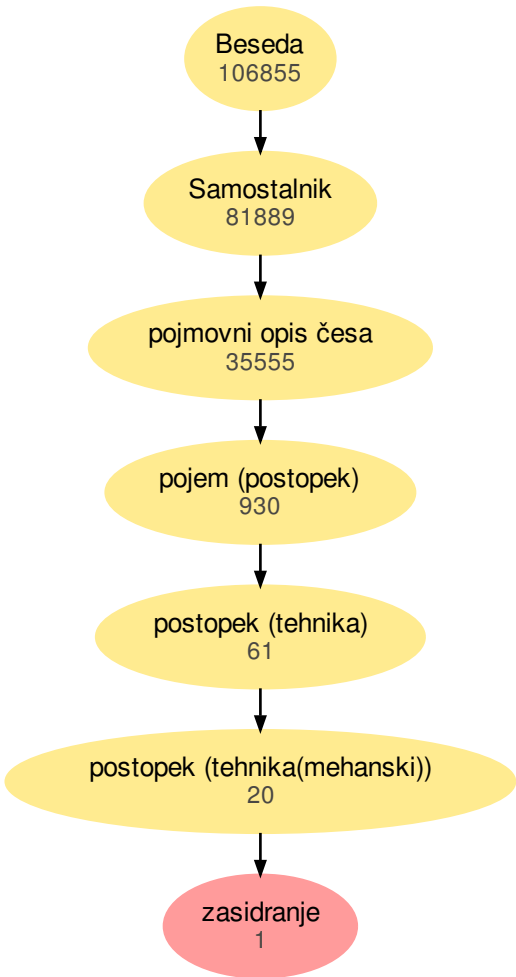 Beseda
106855
Samostalnik
81889
pojmovni opis česa
35555
pojem (postopek)
930
postopek (tehnika)
61
postopek (tehnika(mehanski))
20
zasidranje
1